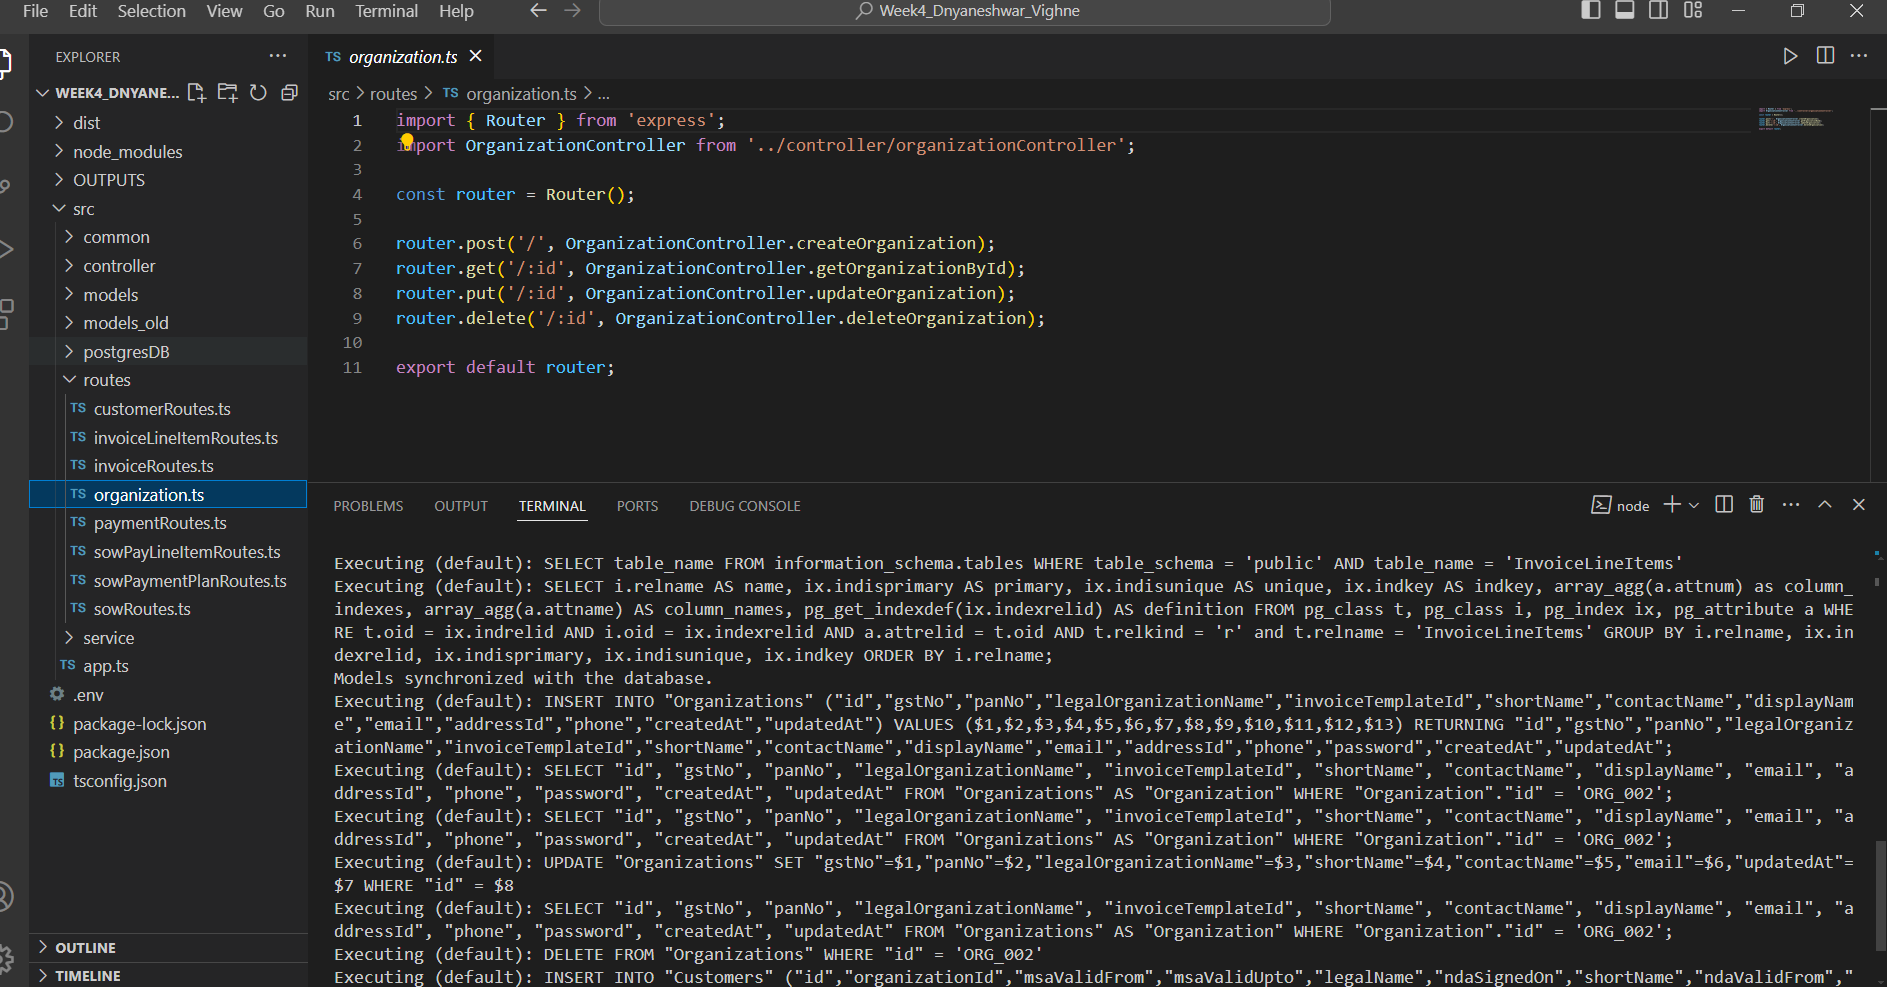 File Edit Selection View Go Run Terminal Help Week4_Dnyaneshwar_Vighne
EXPLORER
WEEK4_DNYANE...
dist
node_modules
OUTPUTS
src
common
controller
models
models_old
postgresDB
routes
TS customerRoutes.ts
TS invoiceLineItemRoutes.ts
TS invoiceRoutes.ts
TS organization.ts
TS paymentRoutes.ts
TS sowPayLineItemRoutes.ts
TS sowPaymentPlanRoutes.ts
TS sowRoutes.ts
service
TS app.ts
.env
{} package-lock.json
{} package.json
TS tsconfig.json
OUTLINE
TIMELINE
TS organization.ts
src > routes > TS organization.ts > ...
1 import { Router } from 'express';
2 import OrganizationController from '../controller/organizationController';
3
4 const router = Router();
5
6 router.post('/', OrganizationController.createOrganization);
7 router.get('/:id', OrganizationController.getOrganizationById);
8 router.put('/:id', OrganizationController.updateOrganization);
9 router.delete('/:id', OrganizationController.deleteOrganization);
10
11 export default router;
PROBLEMS OUTPUT TERMINAL PORTS DEBUG CONSOLE node
Executing (default): SELECT table_name FROM information_schema.tables WHERE table_schema = 'public' AND table_name = 'InvoiceLineItems'
Executing (default): SELECT i.relname AS name, ix.indisprimary AS primary, ix.indisunique AS unique, ix.indkey AS indkey, array_agg(a.attnum) as column_
indexes, array_agg(a.attname) AS column_names, pg_get_indexdef(ix.indexrelid) AS definition FROM pg_class t, pg_class i, pg_index ix, pg_attribute a WHE
RE t.oid = ix.indrelid AND i.oid = ix.indexrelid AND a.attrelid = t.oid AND t.relkind = 'r' and t.relname = 'InvoiceLineItems' GROUP BY i.relname, ix.in
dexrelid, ix.indisprimary, ix.indisunique, ix.indkey ORDER BY i.relname;
Models synchronized with the database.
Executing (default): INSERT INTO "Organizations" ("id","gstNo","panNo","legalOrganizationName","invoiceTemplateId","shortName","contactName","displayNam
e","email","addressId","phone","createdAt","updatedAt") VALUES ($1,$2,$3,$4,$5,$6,$7,$8,$9,$10,$11,$12,$13) RETURNING "id","gstNo","panNo","legalOrganiz
ationName","invoiceTemplateId","shortName","contactName","displayName","email","addressId","phone","password","createdAt","updatedAt";
Executing (default): SELECT "id", "gstNo", "panNo", "legalOrganizationName", "invoiceTemplateId", "shortName", "contactName", "displayName", "email", "a
ddressId", "phone", "password", "createdAt", "updatedAt" FROM "Organizations" AS "Organization" WHERE "Organization"."id" = 'ORG_002';
Executing (default): SELECT "id", "gstNo", "panNo", "legalOrganizationName", "invoiceTemplateId", "shortName", "contactName", "displayName", "email", "a
ddressId", "phone", "password", "createdAt", "updatedAt" FROM "Organizations" AS "Organization" WHERE "Organization"."id" = 'ORG_002';
Executing (default): UPDATE "Organizations" SET "gstNo"=$1,"panNo"=$2,"legalOrganizationName"=$3,"shortName"=$4,"contactName"=$5,"email"=$6,"updatedAt"=
$7 WHERE "id" = $8
Executing (default): SELECT "id", "gstNo", "panNo", "legalOrganizationName", "invoiceTemplateId", "shortName", "contactName", "displayName", "email", "a
ddressId", "phone", "password", "createdAt", "updatedAt" FROM "Organizations" AS "Organization" WHERE "Organization"."id" = 'ORG_002';
Executing (default): DELETE FROM "Organizations" WHERE "id" = 'ORG_002'
Executing (default): INSERT INTO "Customers" ("id","organizationId","msaValidFrom","msaValidUpto","legalName","ndaSignedOn","shortName","ndaValidFrom","